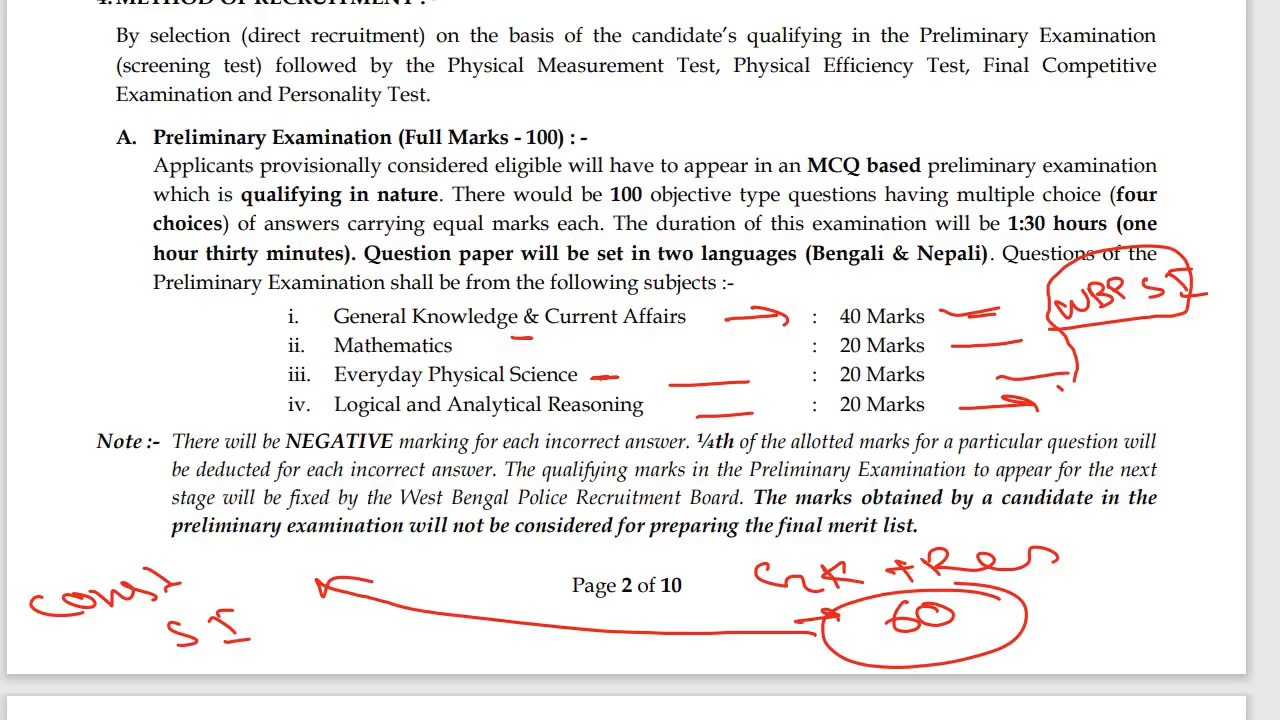 4. METHOD OF RECRUITMENT : -
By selection (direct recruitment) on the basis of the candidate’s qualifying in the Preliminary Examination
(screening test) followed by the Physical Measurement Test, Physical Efficiency Test, Final Competitive
Examination and Personality Test.
A. Preliminary Examination (Full Marks - 100) : -
Applicants provisionally considered eligible will have to appear in an MCQ based preliminary examination
which is qualifying in nature. There would be 100 objective type questions having multiple choice (four
choices) of answers carrying equal marks each. The duration of this examination will be 1:30 hours (one
hour thirty minutes). Question paper will be set in two languages (Bengali & Nepali). Questions of the
Preliminary Examination shall be from the following subjects :-
WBP SI
i. General Knowledge & Current Affairs : 40 Marks
ii. Mathematics : 20 Marks
iii. Everyday Physical Science : 20 Marks
iv. Logical and Analytical Reasoning : 20 Marks
Note :- There will be NEGATIVE marking for each incorrect answer. ¼th of the allotted marks for a particular question will
be deducted for each incorrect answer. The qualifying marks in the Preliminary Examination to appear for the next
stage will be fixed by the West Bengal Police Recruitment Board. The marks obtained by a candidate in the
preliminary examination will not be considered for preparing the final merit list.
Page 2 of 10
60
SI